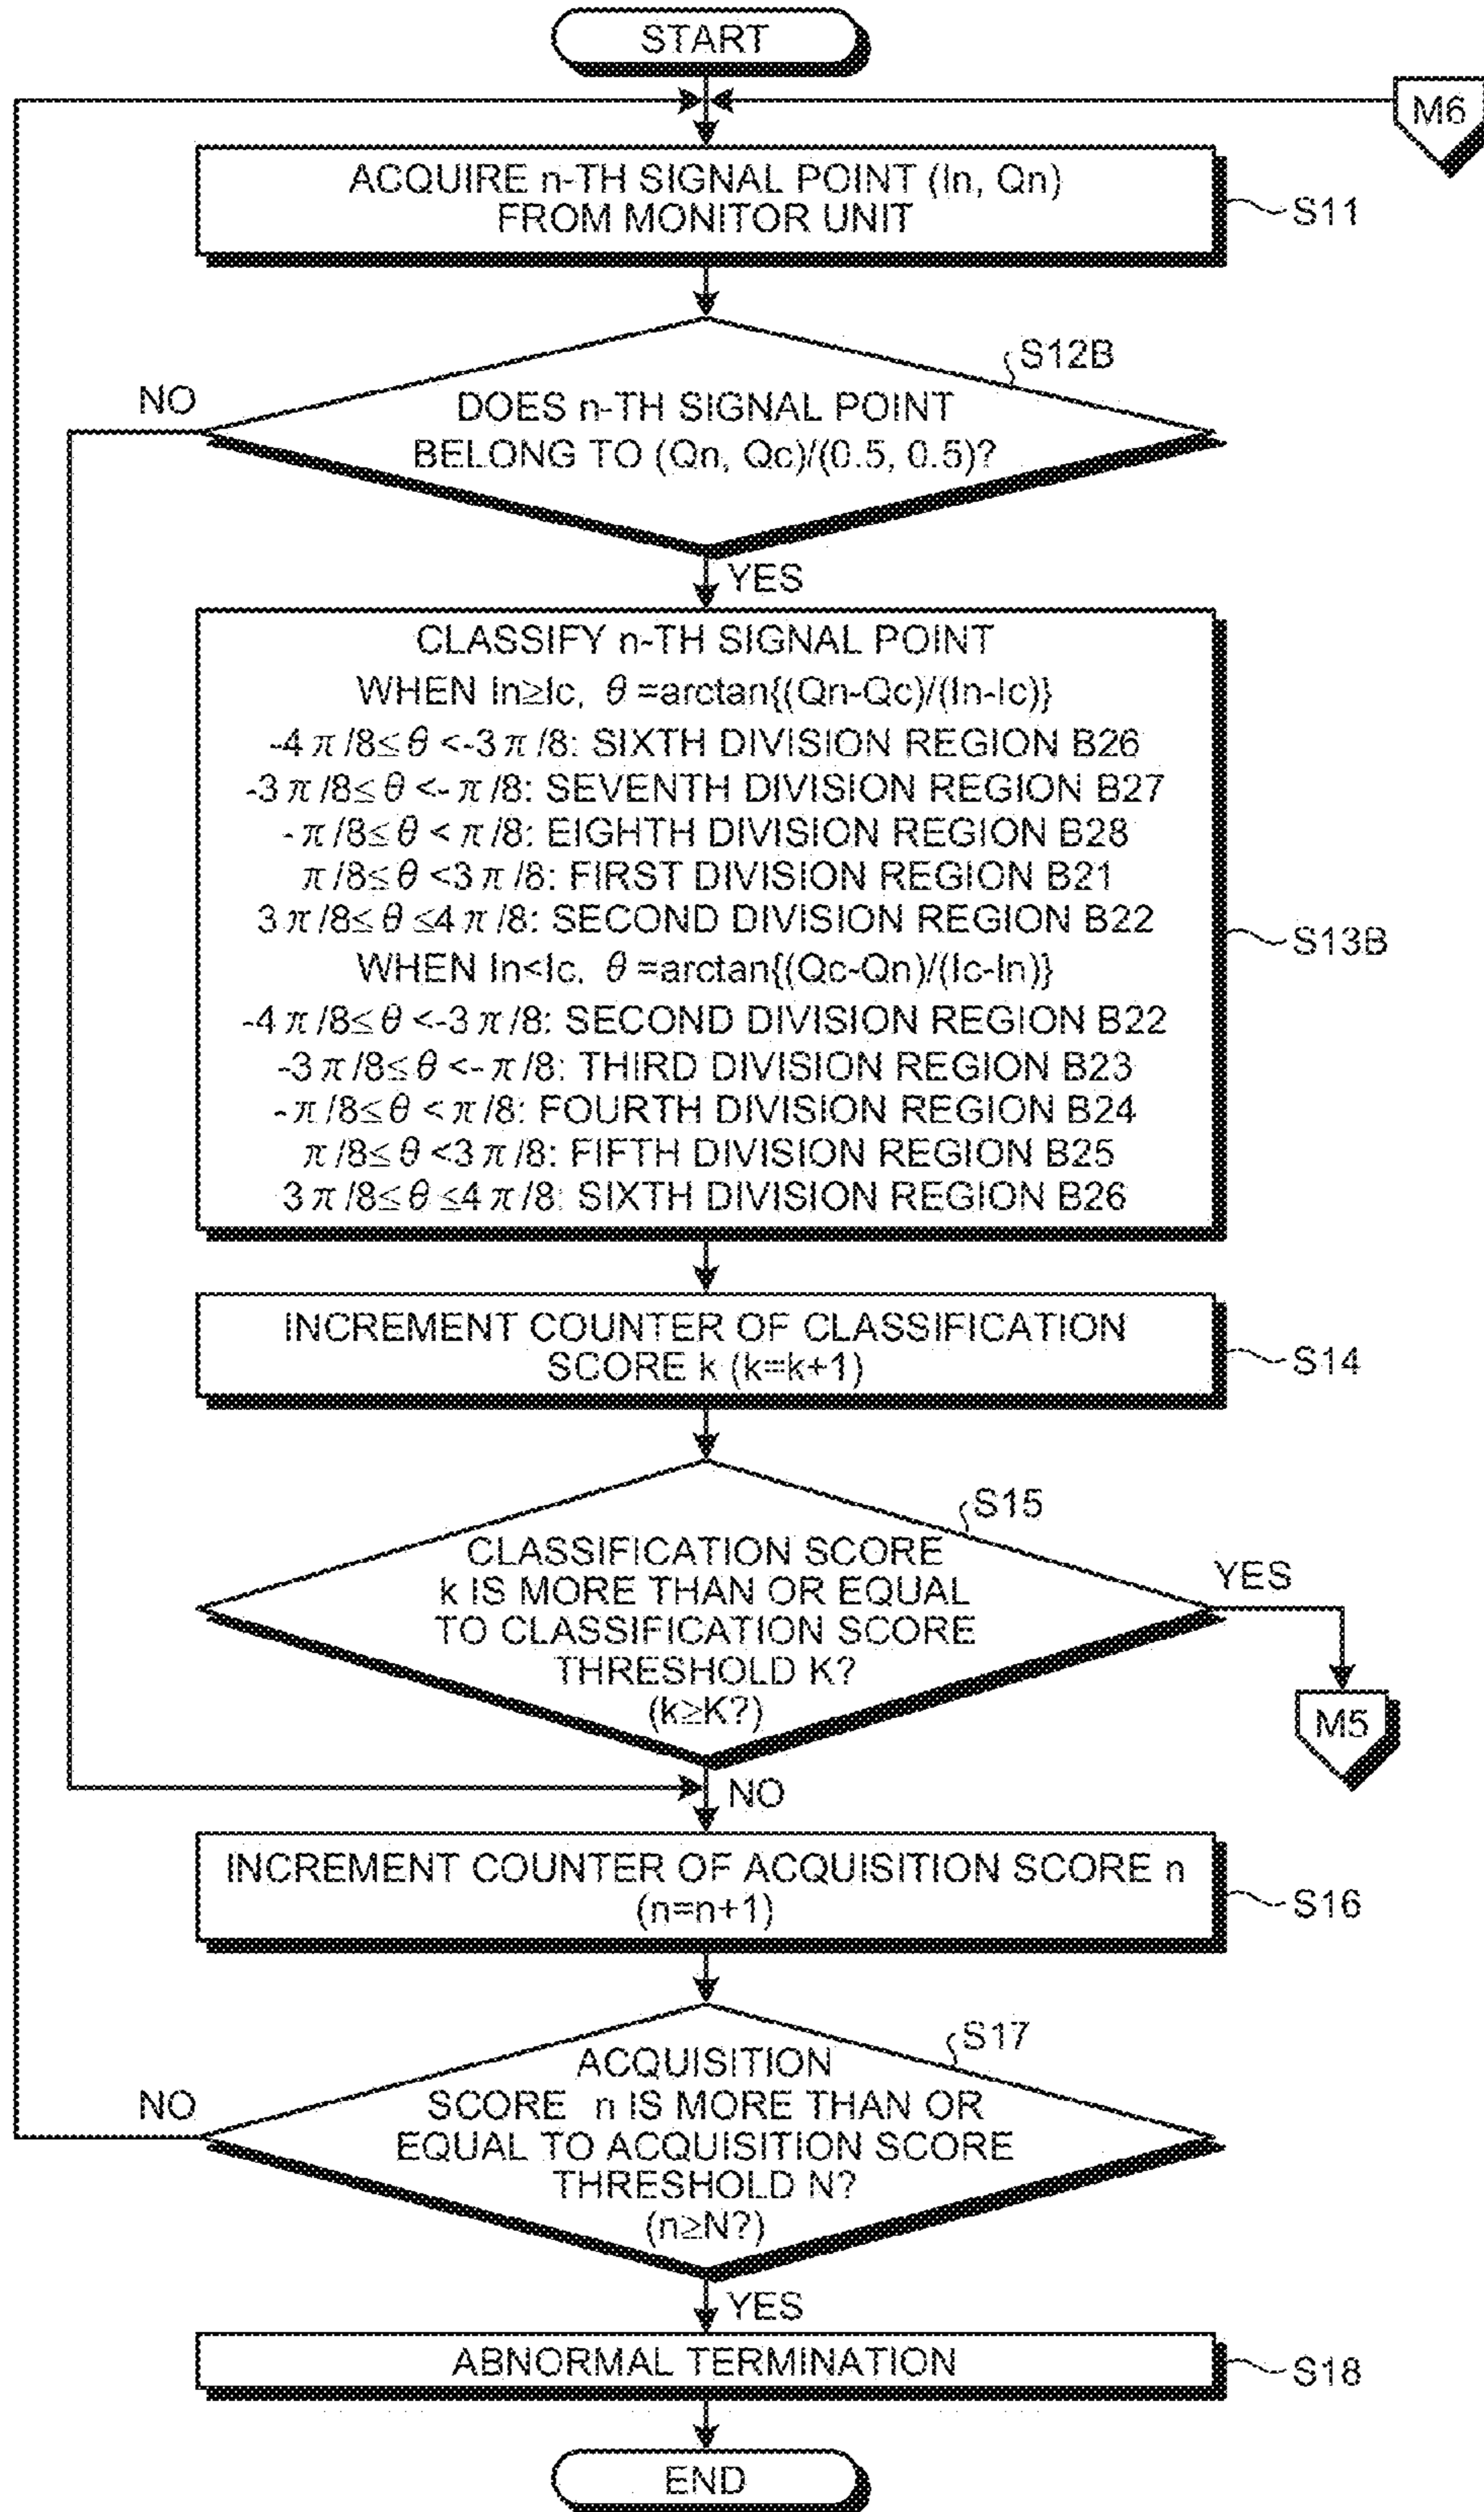 START
M6
ACQUIRE n-TH SIGNAL POINT (In, Qn)
FROM MONITOR UNIT
S11
S12B
NO
DOES n-TH SIGNAL POINT
BELONG TO (Qn, Qc)/(0.5, 0.5)?
YES
CLASSIFY n-TH SIGNAL POINT
WHEN In≥Ic, θ=arctan{(Qn-Qc)/(In-Ic)}
-4π/8≤θ<-3π/8: SIXTH DIVISION REGION B26
-3π/8≤θ<-π/8: SEVENTH DIVISION REGION B27
-π/8≤θ<π/8: EIGHTH DIVISION REGION B28
π/8≤θ<3π/8: FIRST DIVISION REGION B21
3π/8≤θ≤4π/8: SECOND DIVISION REGION B22
WHEN In<Ic, θ=arctan{(Qc-Qn)/(Ic-In)}
-4π/8≤θ<-3π/8: SECOND DIVISION REGION B22
-3π/8≤θ<-π/8: THIRD DIVISION REGION B23
-π/8≤θ<π/8: FOURTH DIVISION REGION B24
π/8≤θ<3π/8: FIFTH DIVISION REGION B25
3π/8≤θ≤4π/8: SIXTH DIVISION REGION B26
S13B
INCREMENT COUNTER OF CLASSIFICATION
SCORE k (k=k+1)
S14
S15
CLASSIFICATION SCORE
k IS MORE THAN OR EQUAL
TO CLASSIFICATION SCORE
THRESHOLD K?
(k≥K?)
YES
M5
NO
INCREMENT COUNTER OF ACQUISITION SCORE n
(n=n+1)
S16
S17
NO
ACQUISITION
SCORE n IS MORE THAN OR
EQUAL TO ACQUISITION SCORE
THRESHOLD N?
(n≥N?)
YES
ABNORMAL TERMINATION
S18
END